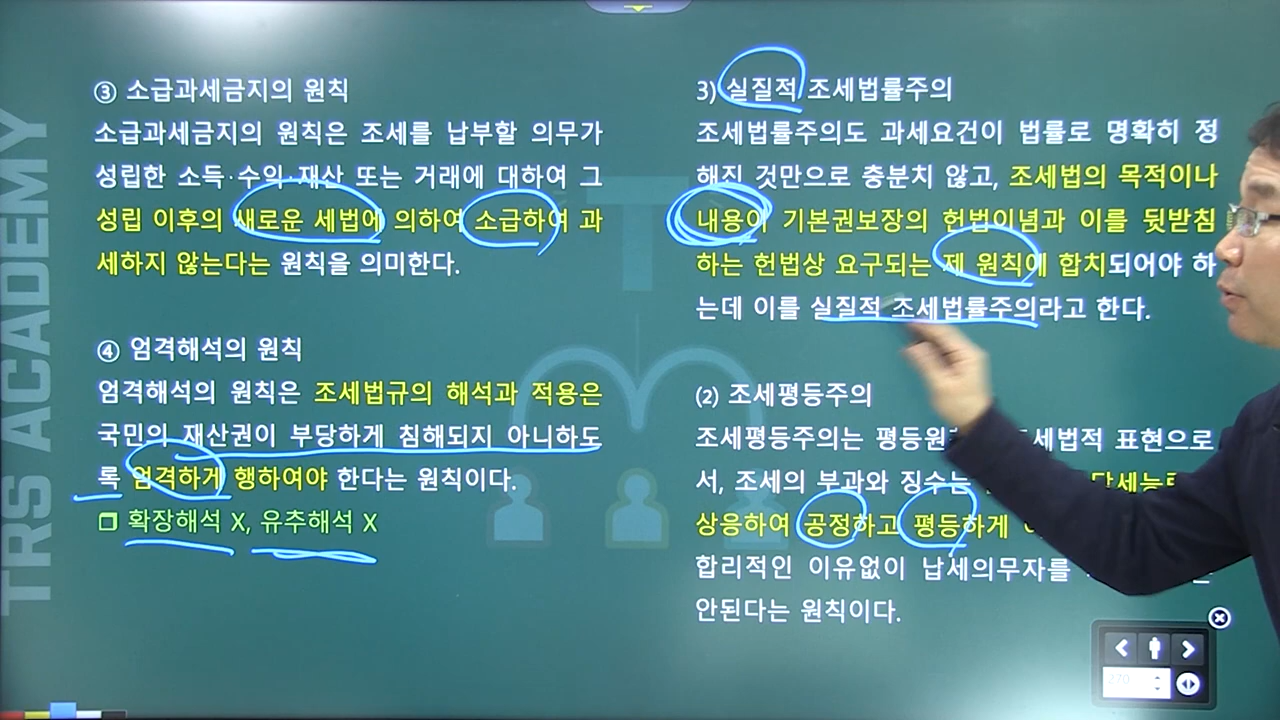 TRS ACADEMY
③ 소급과세금지의 원칙
소급과세금지의 원칙은 조세를 납부할 의무가
성립한 소득·수익·재산 또는 거래에 대하여 그
성립 이후의 새로운 세법에 의하여 소급하여 과
세하지 않는다는 원칙을 의미한다.
④ 엄격해석의 원칙
엄격해석의 원칙은 조세법규의 해석과 적용은
국민의 재산권이 부당하게 침해되지 아니하도
록 엄격하게 행하여야 한다는 원칙이다.
❒ 확장해석 X, 유추해석 X
3) 실질적 조세법률주의
조세법률주의도 과세요건이 법률로 명확히 정
해진 것만으로 충분치 않고, 조세법의 목적이나
내용이 기본권보장의 헌법이념과 이를 뒷받침
하는 헌법상 요구되는 제 원칙에 합치되어야 하
는데 이를 실질적 조세법률주의라고 한다.
(2) 조세평등주의
조세평등주의는 평등원 세법적 표현으로
서, 조세의 부과와 징수는
상응하여 공정하고 평등하게
합리적인 이유없이 납세의무자를
안된다는 원칙이다.
270